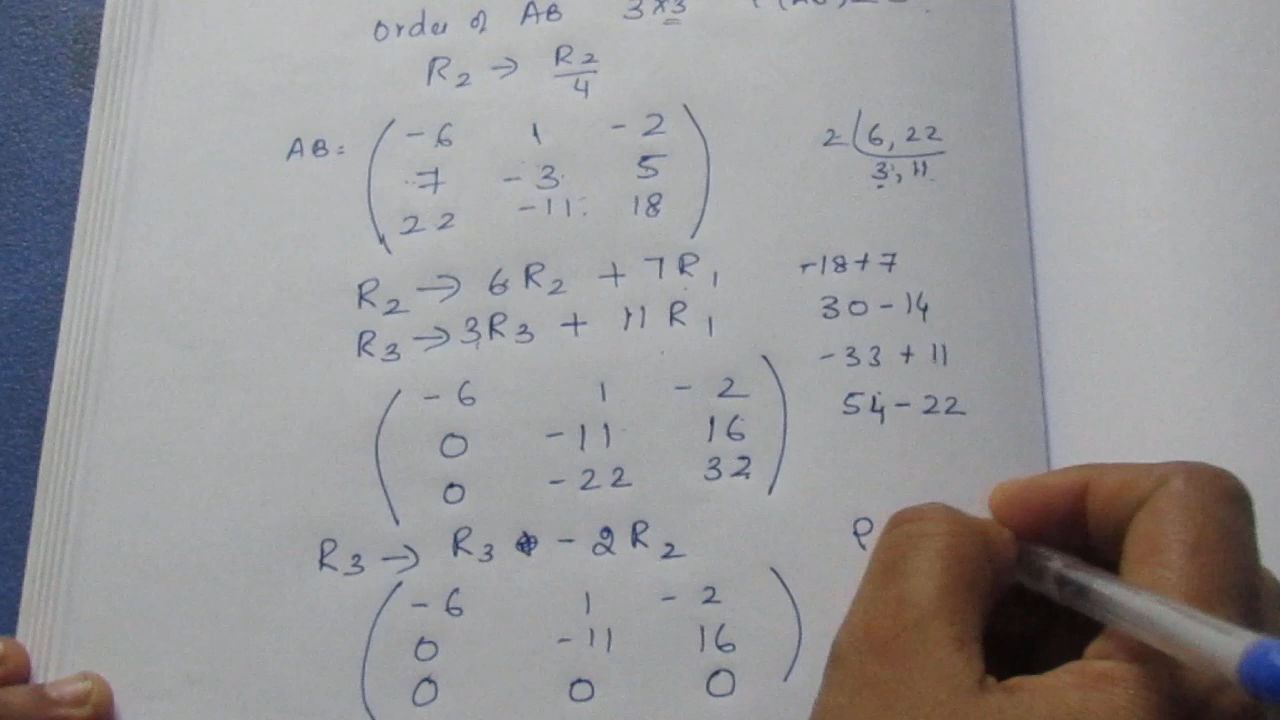 Order of AB 3×3
R2 → R2/4
AB = ( -6 1 -2
7 -3 5
22 -11 18 )
2 | 6, 22
3, 11
R2 → 6R2 + 7R1
R3 → 3R3 + 11R1
-18+7
30-14
-33+11
54-22
( -6 1 -2
0 -11 16
0 -22 32 )
R3 → R3 - 2R2
( -6 1 -2
0 -11 16
0 0 0 )